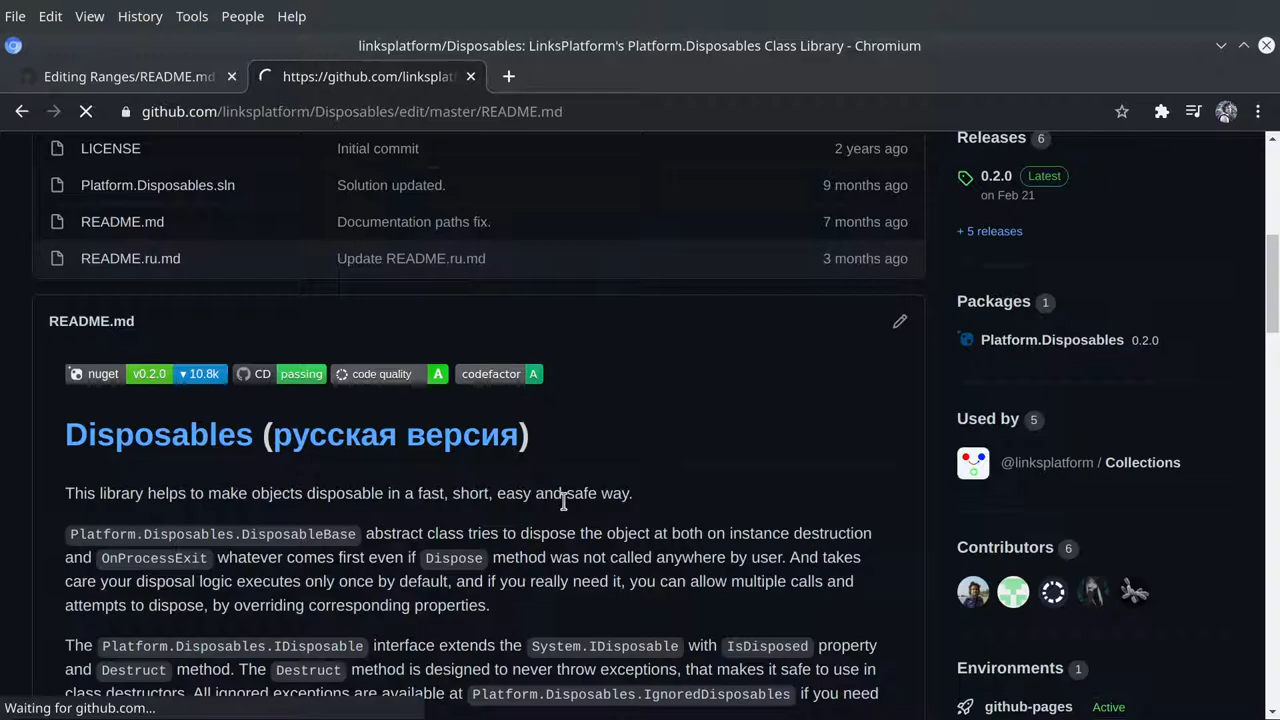 File Edit View History Tools People Help
linksplatform/Disposables: LinksPlatform's Platform.Disposables Class Library - Chromium
Editing Ranges/README.md
https://github.com/linksplat
github.com/linksplatform/Disposables/edit/master/README.md
LICENSE Initial commit 2 years ago
Platform.Disposables.sln Solution updated. 9 months ago
README.md Documentation paths fix. 7 months ago
README.ru.md Update README.ru.md 3 months ago
README.md
nuget v0.2.0 ▾10.8k CD passing code quality A codefactor A
Disposables (русская версия)
This library helps to make objects disposable in a fast, short, easy and safe way.
Platform.Disposables.DisposableBase abstract class tries to dispose the object at both on instance destruction
and OnProcessExit whatever comes first even if Dispose method was not called anywhere by user. And takes
care your disposal logic executes only once by default, and if you really need it, you can allow multiple calls and
attempts to dispose, by overriding corresponding properties.
The Platform.Disposables.IDisposable interface extends the System.IDisposable with IsDisposed property
and Destruct method. The Destruct method is designed to never throw exceptions, that makes it safe to use in
class destructors. All ignored exceptions are available at Platform.Disposables.IgnoredDisposables if you need
Releases 6
0.2.0 Latest
on Feb 21
+ 5 releases
Packages 1
Platform.Disposables 0.2.0
Used by 5
@linksplatform / Collections
Contributors 6
Environments 1
github-pages Active
Waiting for github.com...